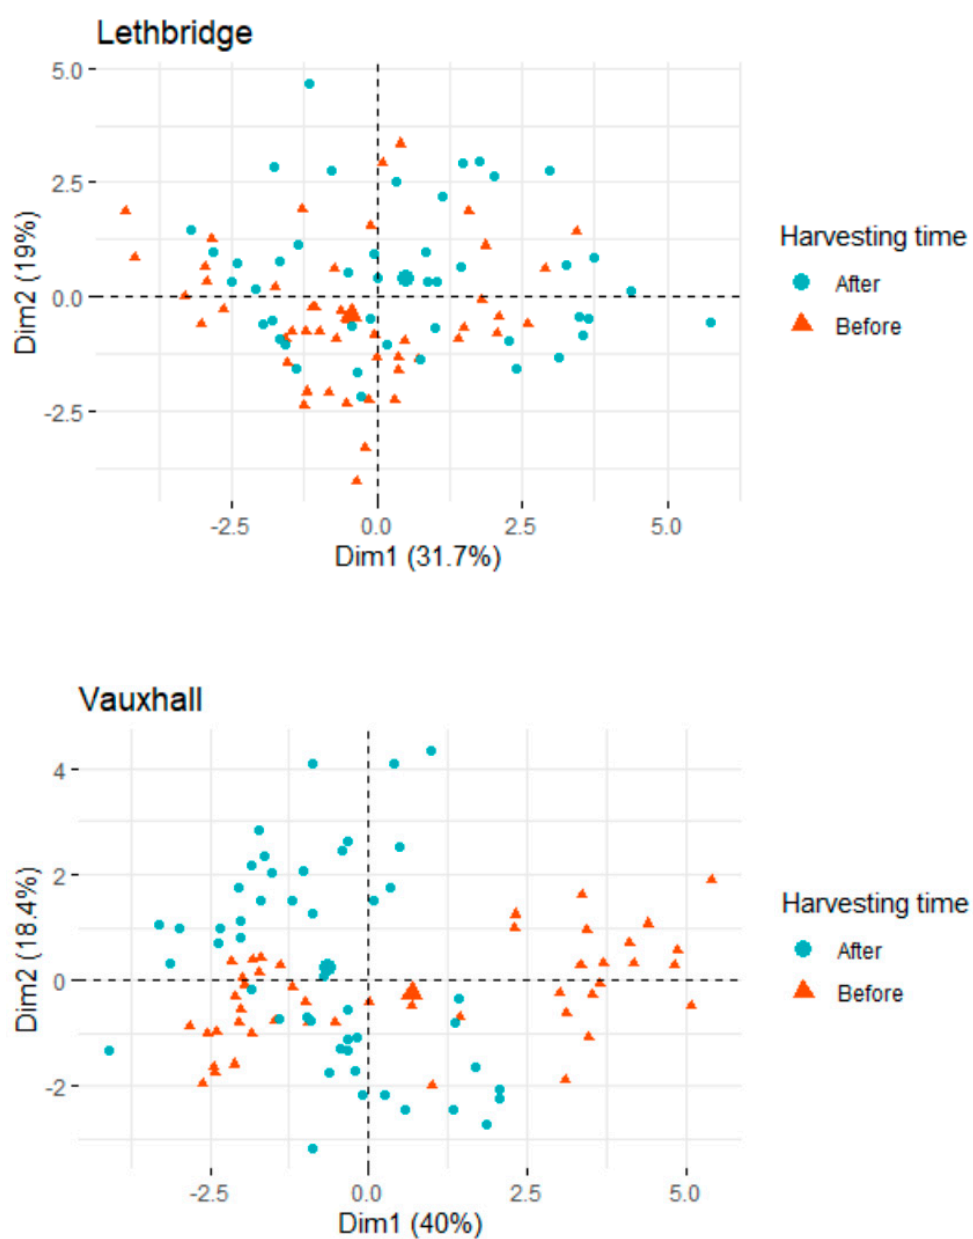 Lethbridge
5.0
2.5
0.0
-2.5
Dim2 (19%)
-2.5
0.0
2.5
5.0
Dim1 (31.7%)
Harvesting time
After
Before
Vauxhall
4
2
0
-2
Dim2 (18.4%)
-2.5
0.0
2.5
5.0
Dim1 (40%)
Harvesting time
After
Before